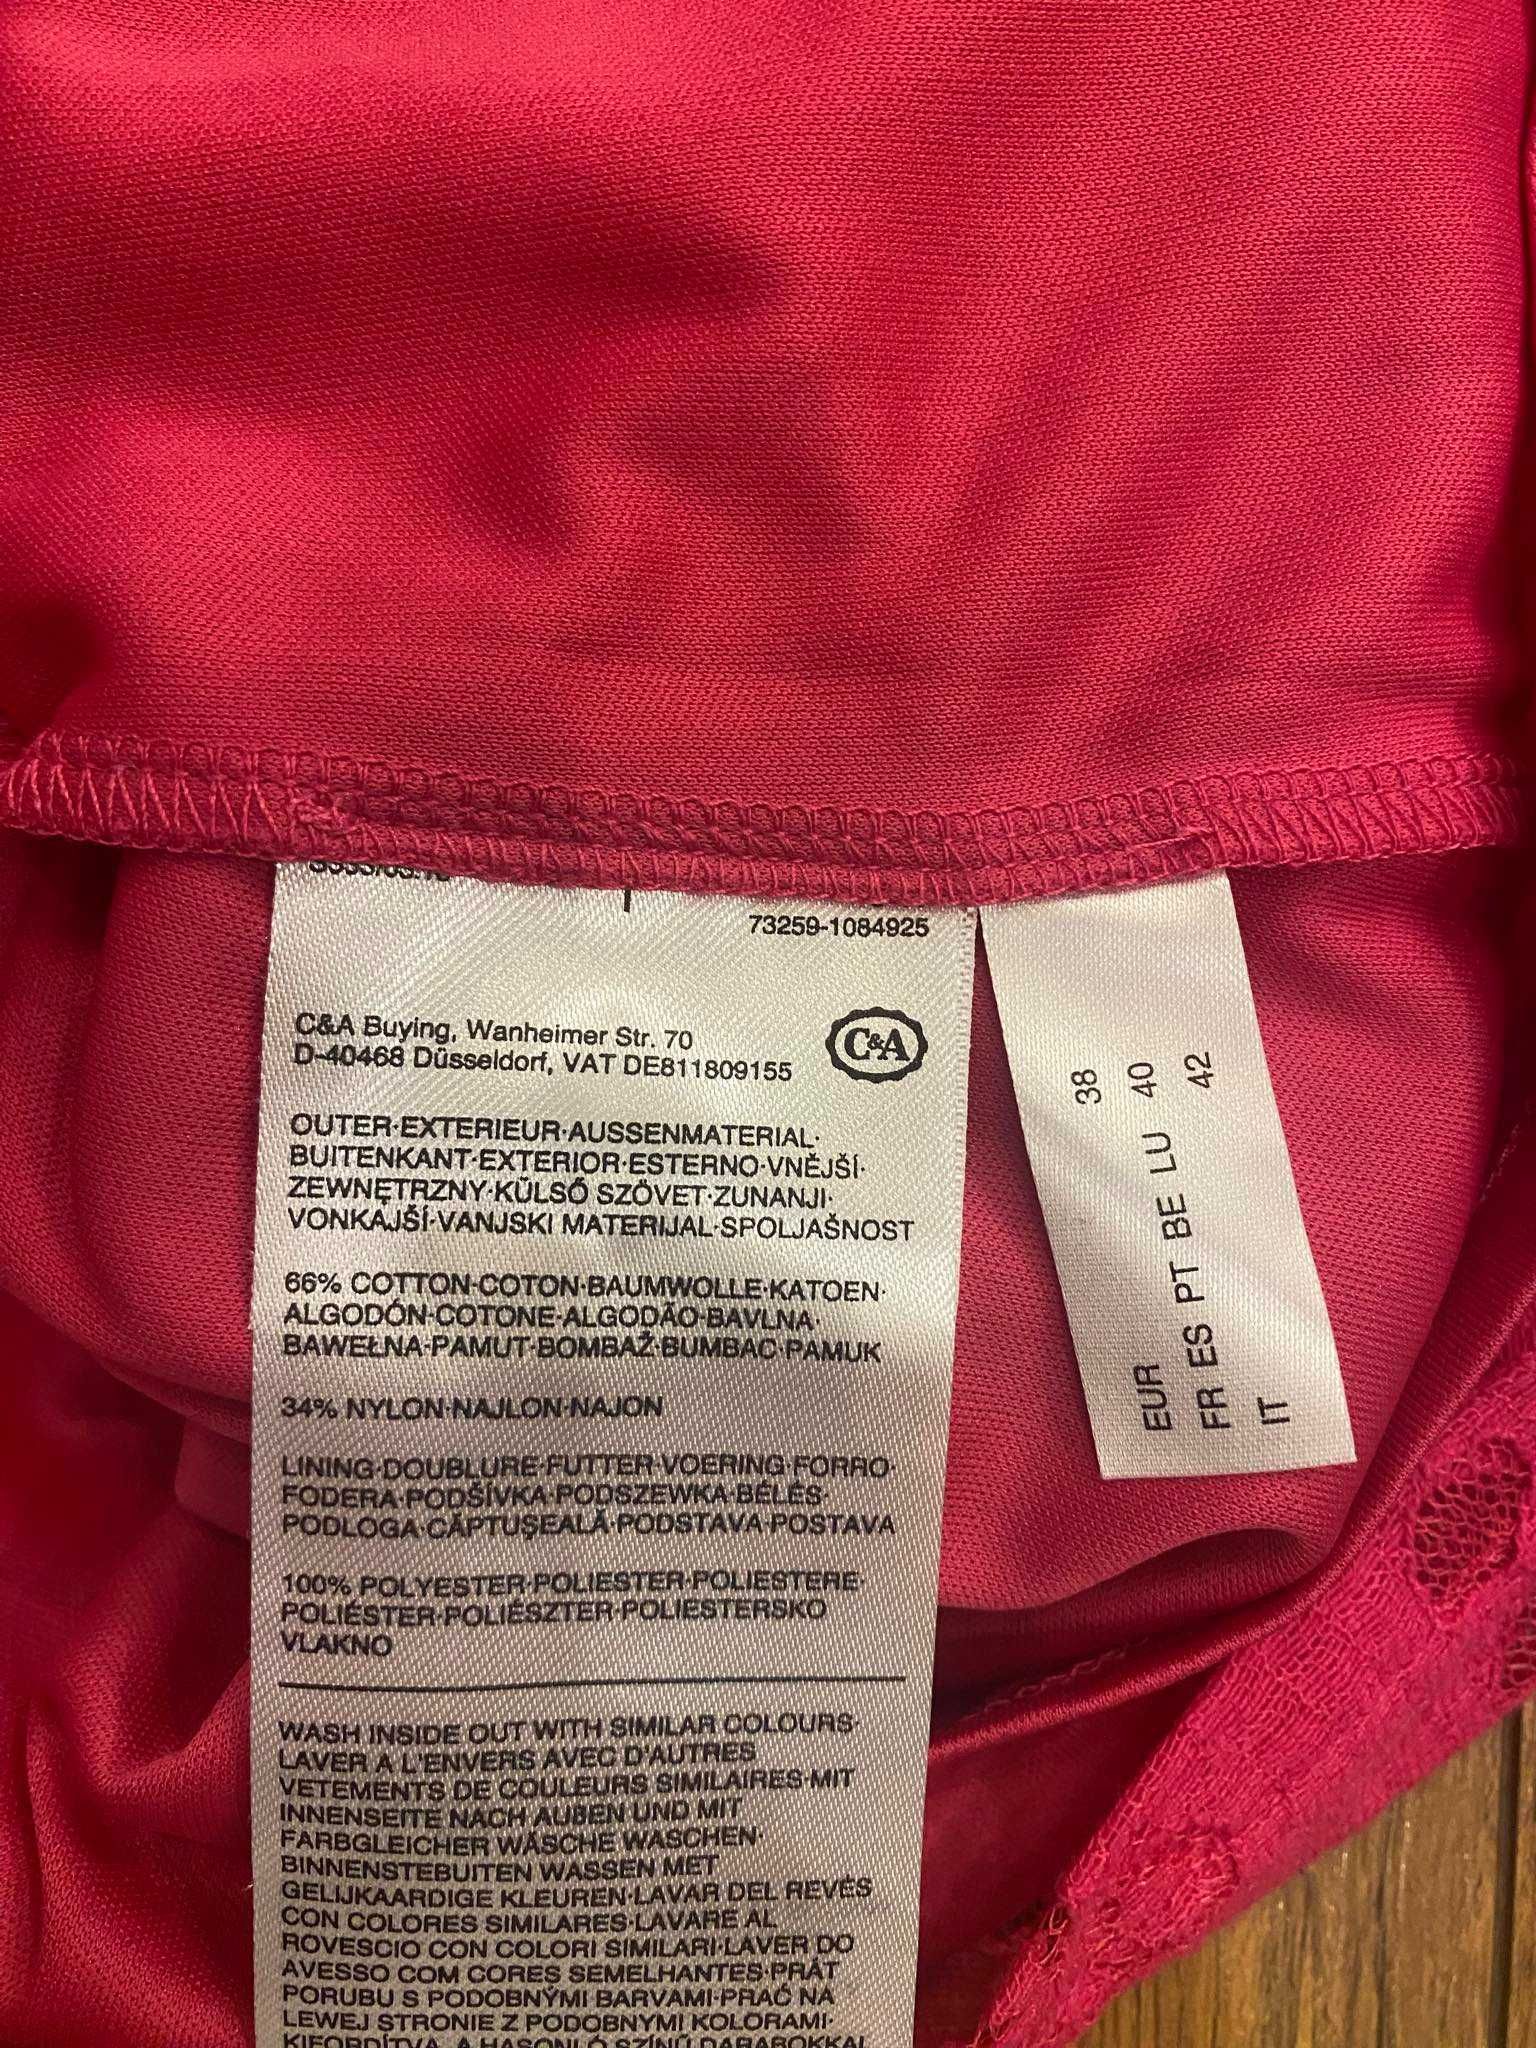 73259-1084925
C&A Buying, Wanheimer Str. 70
D-40468 Düsseldorf, VAT DE811809155
C&A
OUTER·EXTERIEUR·AUSSENMATERIAL·
BUITENKANT·EXTERIOR·ESTERNO·VNĚJŠÍ·
ZEWNĘTRZNY·KÜLSŐ SZÖVET·ZUNANJI·
VONKAJŠÍ·VANJSKI MATERIJAL·SPOLJAŠNOST
66% COTTON·COTON·BAUMWOLLE·KATOEN·
ALGODÓN·COTONE·ALGODÃO·BAVLNA·
BAWEŁNA·PAMUT·BOMBAŽ·BUMBAC·PAMUK
34% NYLON·NAJLON·NAJON
LINING·DOUBLURE·FUTTER·VOERING·FORRO·
FODERA·PODŠÍVKA·PODSZEWKA·BÉLÉS·
PODLOGA·CĂPTUŞEALĂ·PODSTAVA·POSTAVA
100% POLYESTER·POLIESTER·POLIESTERE·
POLIÉSTER·POLIÉSZTER·POLIESTERSKO
VLAKNO
WASH INSIDE OUT WITH SIMILAR COLOURS·
LAVER A L'ENVERS AVEC D'AUTRES
VETEMENTS DE COULEURS SIMILAIRES·MIT
INNENSEITE NACH AUßEN UND MIT
FARBGLEICHER WÄSCHE WASCHEN·
BINNENSTEBUITEN WASSEN MET
GELIJKAARDIGE KLEUREN·LAVAR DEL REVÉS
CON COLORES SIMILARES·LAVARE AL
ROVESCIO CON COLORI SIMILARI·LAVER DO
AVESSO COM CORES SEMELHANTES·PRÁT
PORUBU S PODOBNÝMI BARVAMI·PRAĆ NA
LEWEJ STRONIE Z PODOBNYMI KOLORAMI·
KIFORDÍTVA, A HASONLÓ SZÍNŰ DARABOKKAL
EUR 38
FR ES PT BE LU 40
IT 42